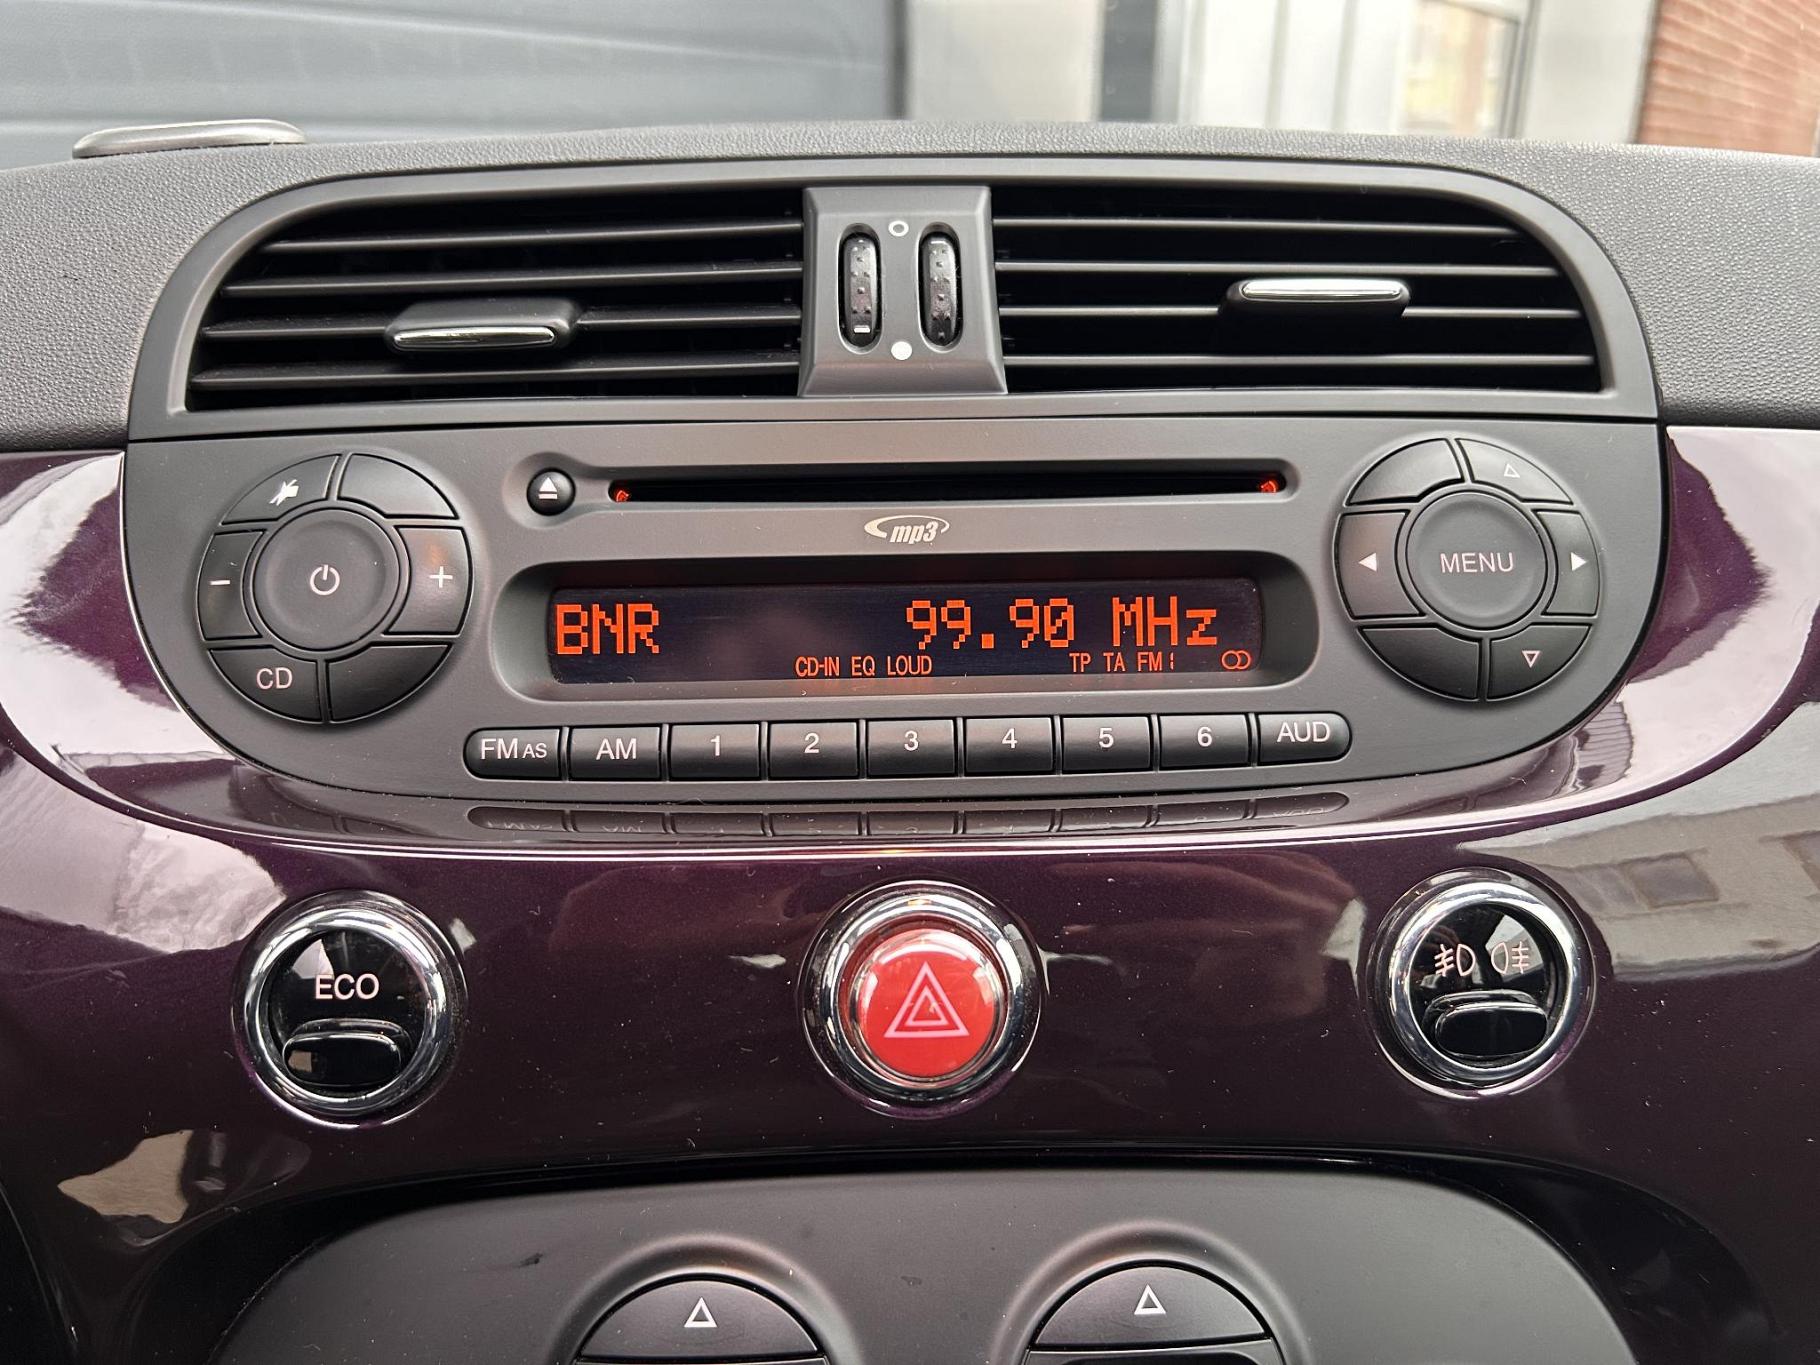 mp3
MENU
CD
BNR 99.90 MHz
CD-IN EQ LOUD TP TA FM1
FM AS AM 1 2 3 4 5 6 AUD
ECO